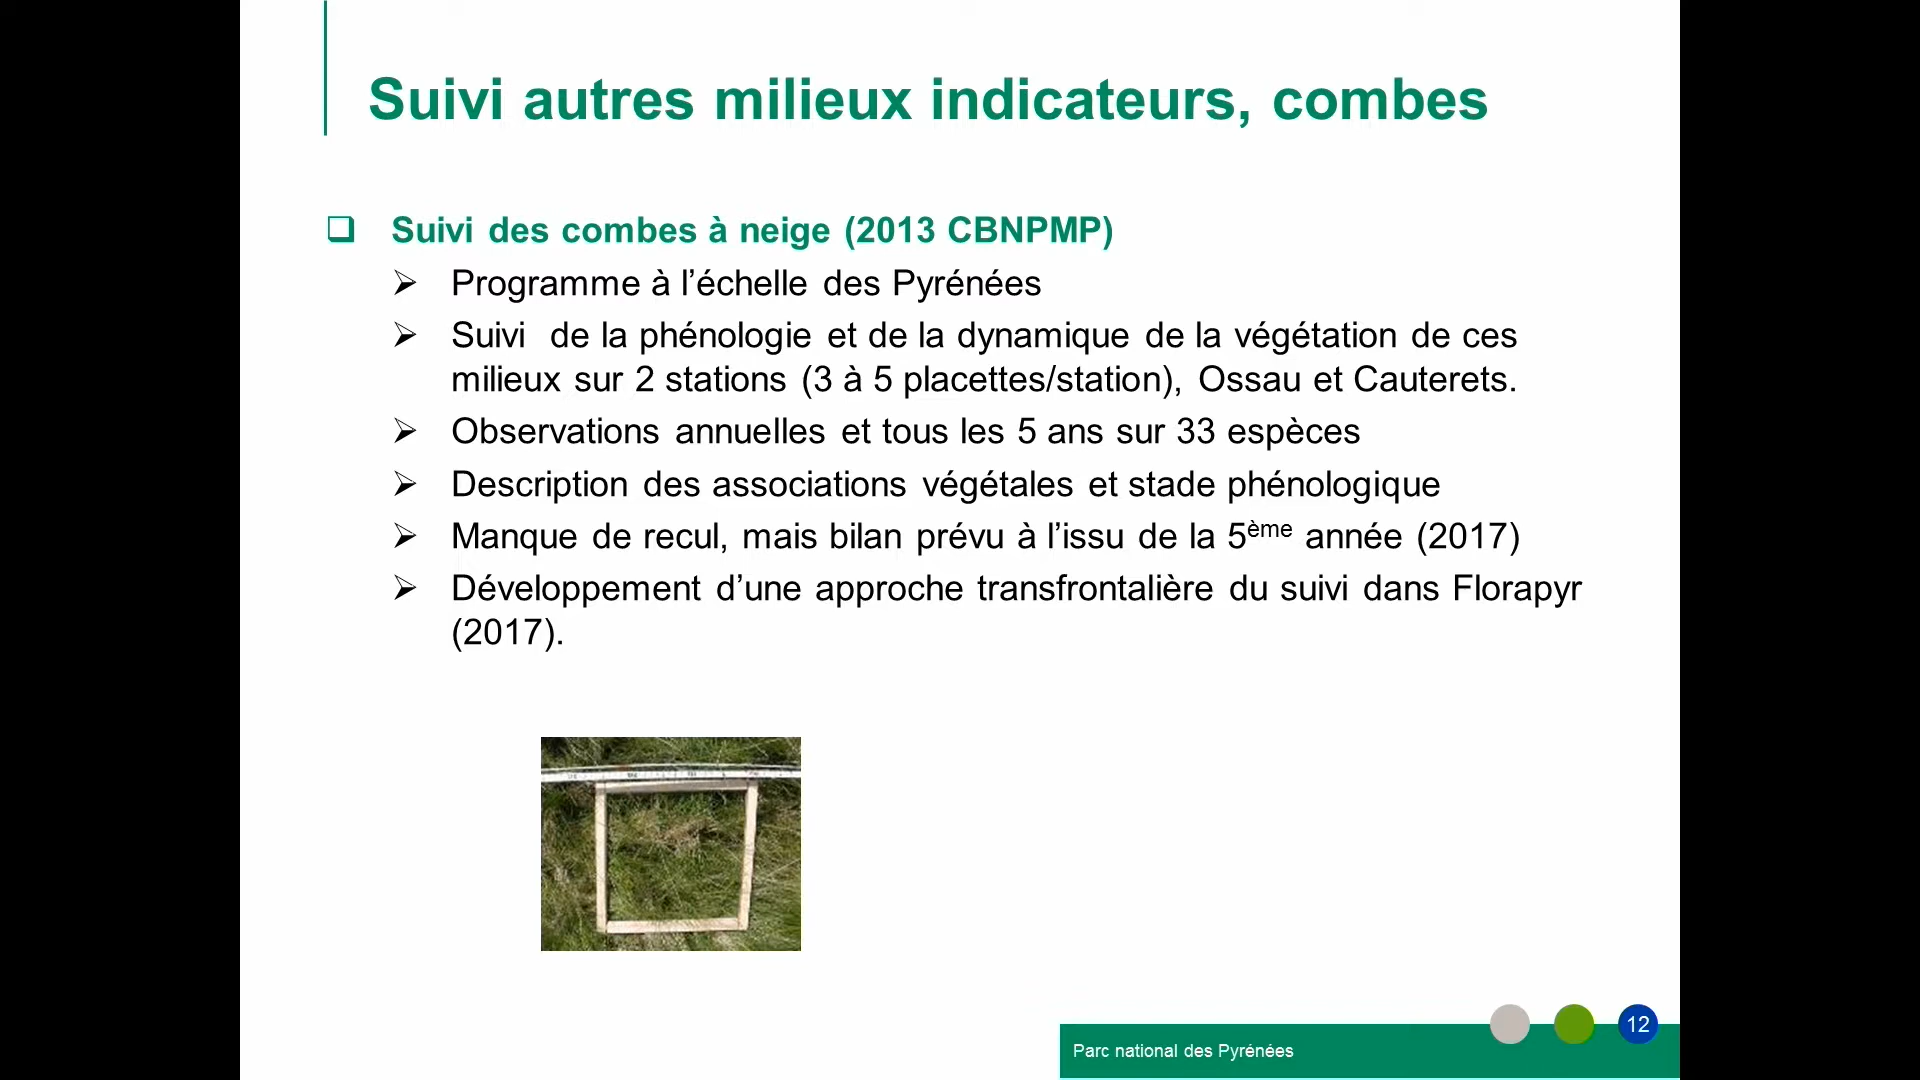 Suivi autres milieux indicateurs, combes
Suivi des combes à neige (2013 CBNPMP)
Programme à l’échelle des Pyrénées
Suivi de la phénologie et de la dynamique de la végétation de ces
milieux sur 2 stations (3 à 5 placettes/station), Ossau et Cauterets.
Observations annuelles et tous les 5 ans sur 33 espèces
Description des associations végétales et stade phénologique
Manque de recul, mais bilan prévu à l’issu de la 5ème année (2017)
Développement d’une approche transfrontalière du suivi dans Florapyr
(2017).
12
Parc national des Pyrénées